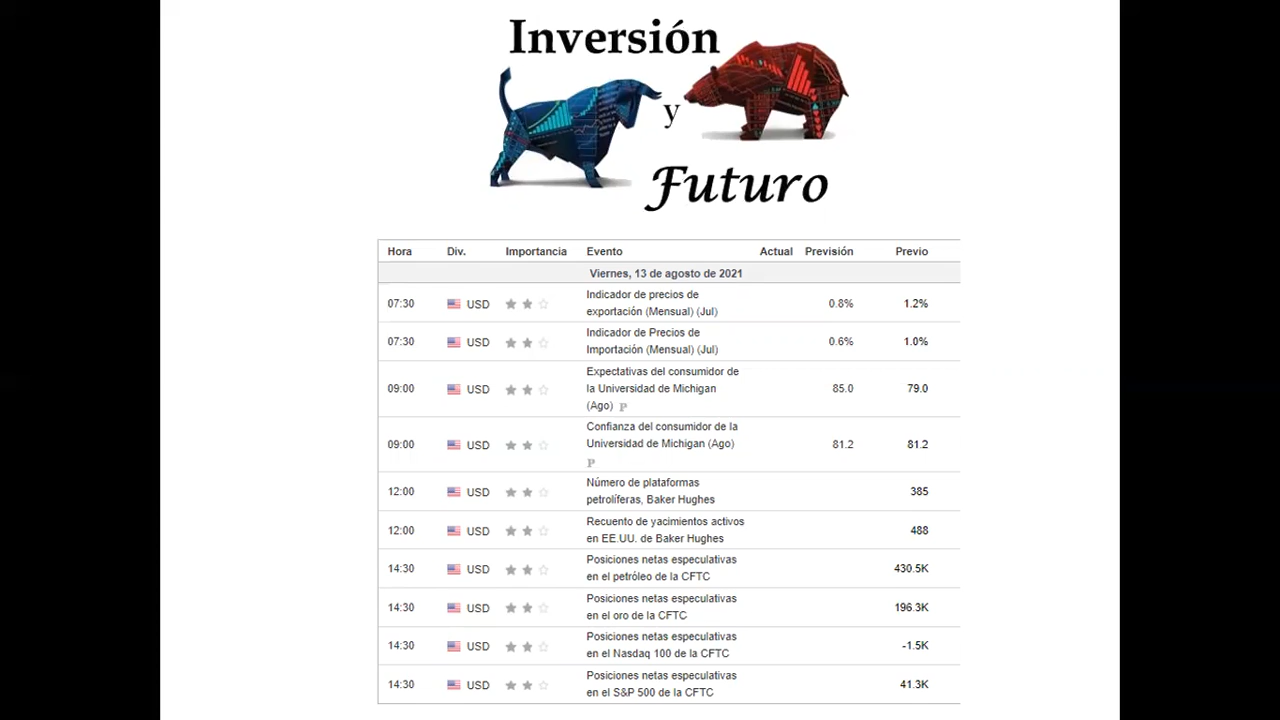 Inversión
y
Futuro
Hora Div. Importancia Evento Actual Previsión Previo
Viernes, 13 de agosto de 2021
07:30 USD Indicador de precios de 0.8% 1.2%
exportación (Mensual) (Jul)
07:30 USD Indicador de Precios de 0.6% 1.0%
Importación (Mensual) (Jul)
09:00 USD Expectativas del consumidor de 85.0 79.0
la Universidad de Michigan
(Ago) P
09:00 USD Confianza del consumidor de la 81.2 81.2
Universidad de Michigan (Ago)
P
12:00 USD Número de plataformas 385
petrolíferas, Baker Hughes
12:00 USD Recuento de yacimientos activos 488
en EE.UU. de Baker Hughes
14:30 USD Posiciones netas especulativas 430.5K
en el petróleo de la CFTC
14:30 USD Posiciones netas especulativas 196.3K
en el oro de la CFTC
14:30 USD Posiciones netas especulativas -1.5K
en el Nasdaq 100 de la CFTC
14:30 USD Posiciones netas especulativas 41.3K
en el S&P 500 de la CFTC